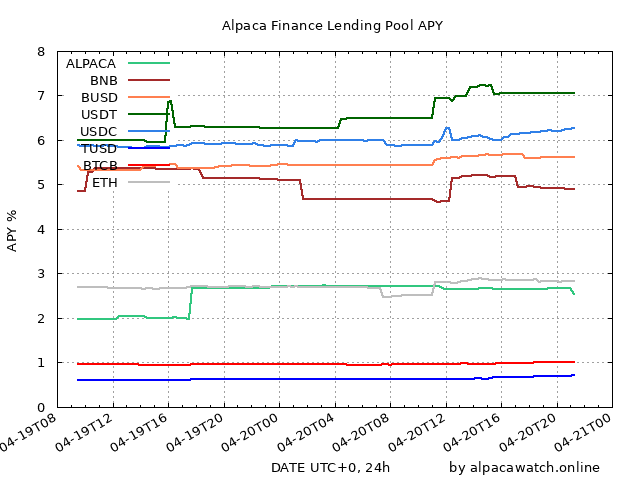 Alpaca Finance Lending Pool APY
8
7
6
5
4
3
2
1
0
APY %
ALPACA
BNB
BUSD
USDT
USDC
TUSD
BTCB
ETH
04-19T08
04-19T12
04-19T16
04-19T20
04-20T00
04-20T04
04-20T08
04-20T12
04-20T16
04-20T20
04-21T00
DATE UTC+0, 24h
by alpacawatch.online